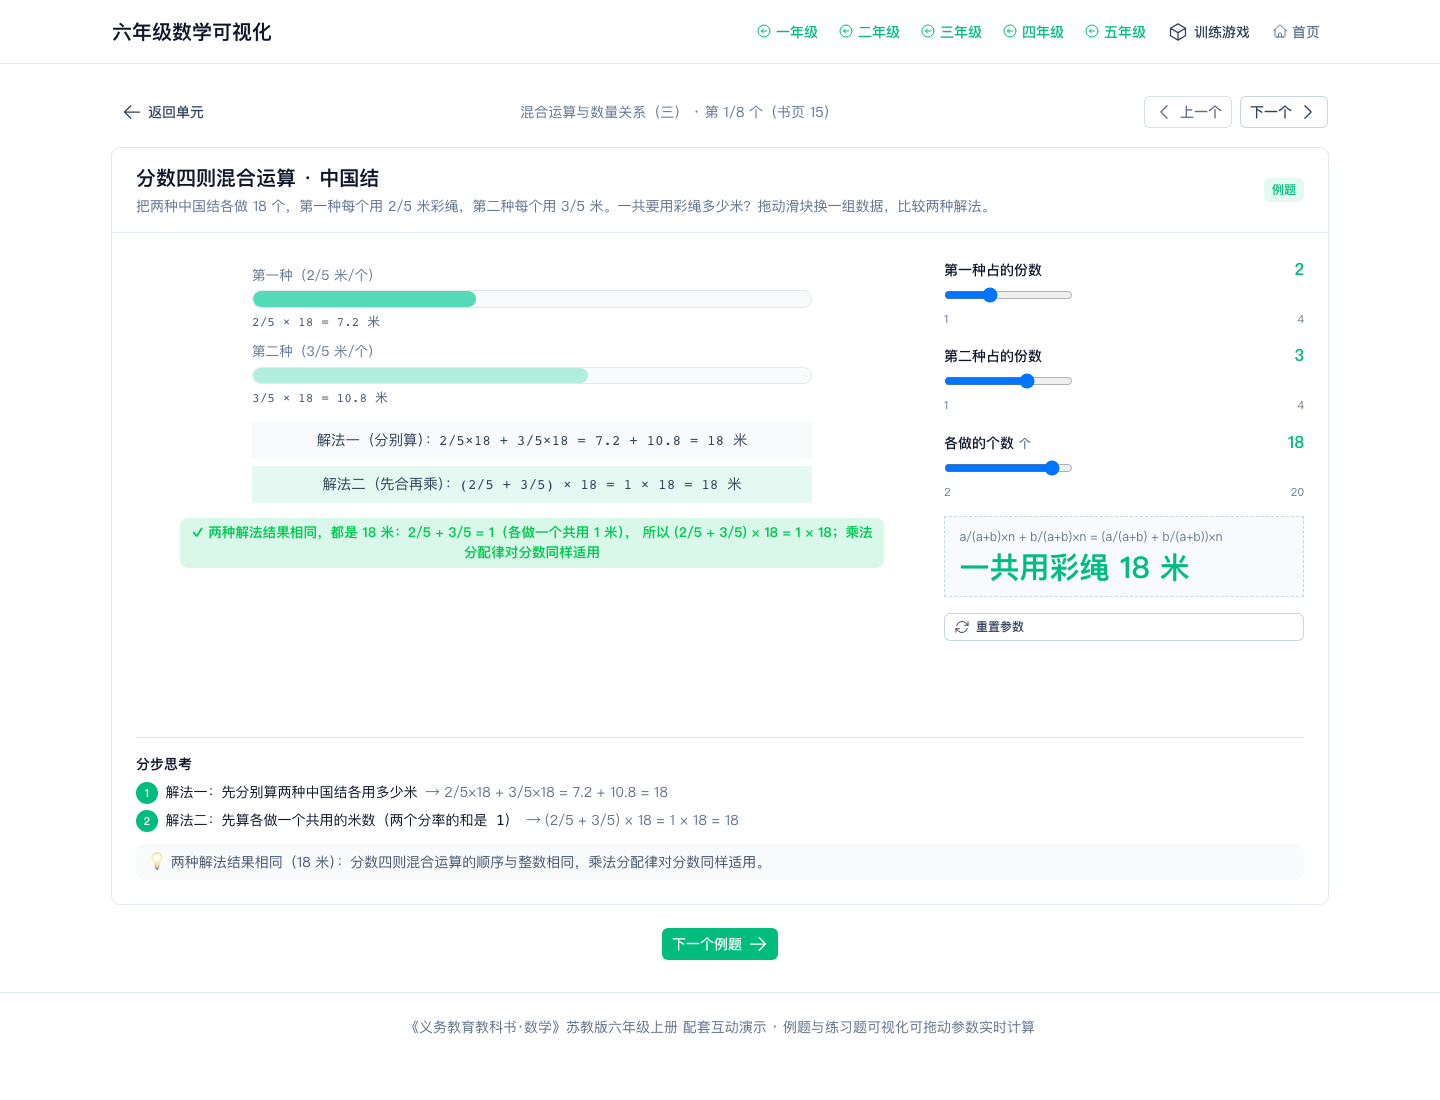 六年级数学可视化
一年级 二年级 三年级 四年级 五年级 训练游戏 首页
返回单元
混合运算与数量关系（三） · 第 1/8 个（书页 15）
上一个 下一个
分数四则混合运算 · 中国结
例题
把两种中国结各做 18 个，第一种每个用 2/5 米彩绳，第二种每个用 3/5 米。一共要用彩绳多少米？拖动滑块换一组数据，比较两种解法。
第一种（2/5 米/个）
2/5 × 18 = 7.2 米
第二种（3/5 米/个）
3/5 × 18 = 10.8 米
解法一（分别算）：2/5×18 + 3/5×18 = 7.2 + 10.8 = 18 米
解法二（先合再乘）：(2/5 + 3/5) × 18 = 1 × 18 = 18 米
✓ 两种解法结果相同，都是 18 米：2/5 + 3/5 = 1（各做一个共用 1 米）， 所以 (2/5 + 3/5) × 18 = 1 × 18；乘法
分配律对分数同样适用
第一种占的份数 2
1 4
第二种占的份数 3
1 4
各做的个数 个 18
2 20
a/(a+b)×n + b/(a+b)×n = (a/(a+b) + b/(a+b))×n
一共用彩绳 18 米
重置参数
分步思考
1 解法一：先分别算两种中国结各用多少米 → 2/5×18 + 3/5×18 = 7.2 + 10.8 = 18
2 解法二：先算各做一个共用的米数（两个分率的和是 1） → (2/5 + 3/5) × 18 = 1 × 18 = 18
💡 两种解法结果相同（18 米）：分数四则混合运算的顺序与整数相同，乘法分配律对分数同样适用。
下一个例题 →
《义务教育教科书·数学》苏教版六年级上册 配套互动演示 · 例题与练习题可视化可拖动参数实时计算